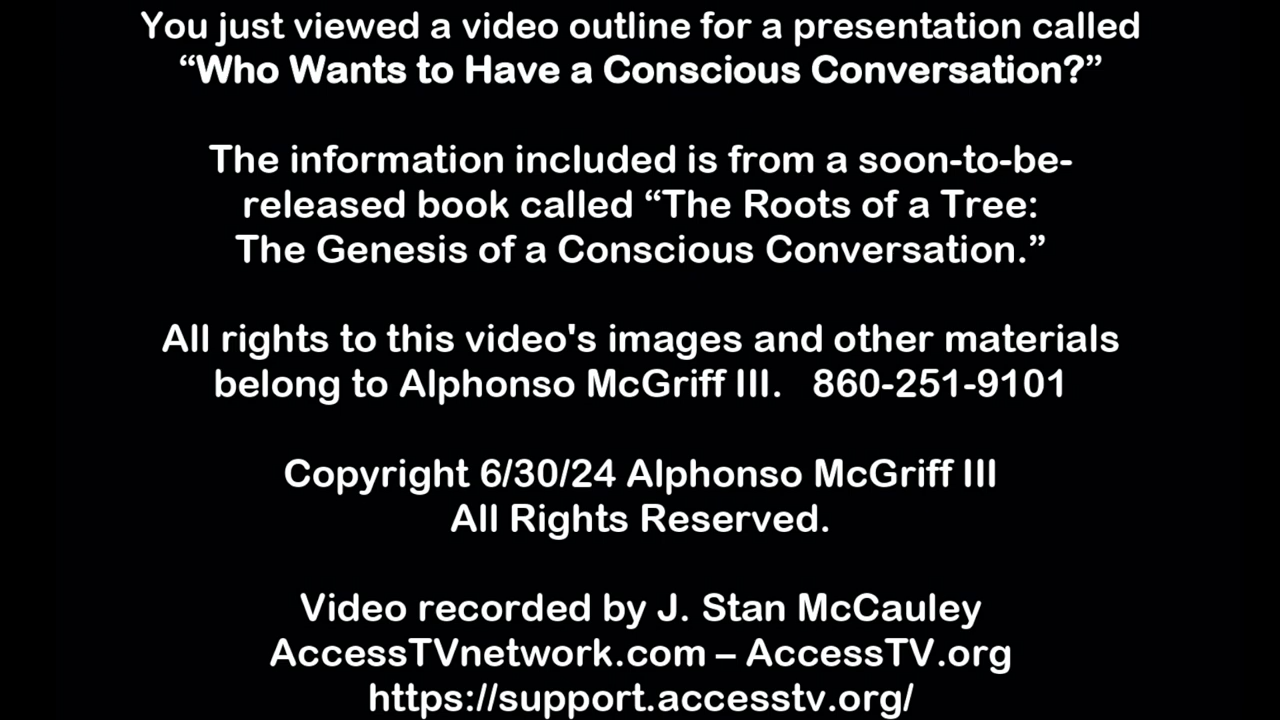 You just viewed a video outline for a presentation called
“Who Wants to Have a Conscious Conversation?”
The information included is from a soon-to-be-
released book called “The Roots of a Tree:
The Genesis of a Conscious Conversation.”
All rights to this video's images and other materials
belong to Alphonso McGriff III. 860-251-9101
Copyright 6/30/24 Alphonso McGriff III
All Rights Reserved.
Video recorded by J. Stan McCauley
AccessTVnetwork.com – AccessTV.org
https://support.accesstv.org/